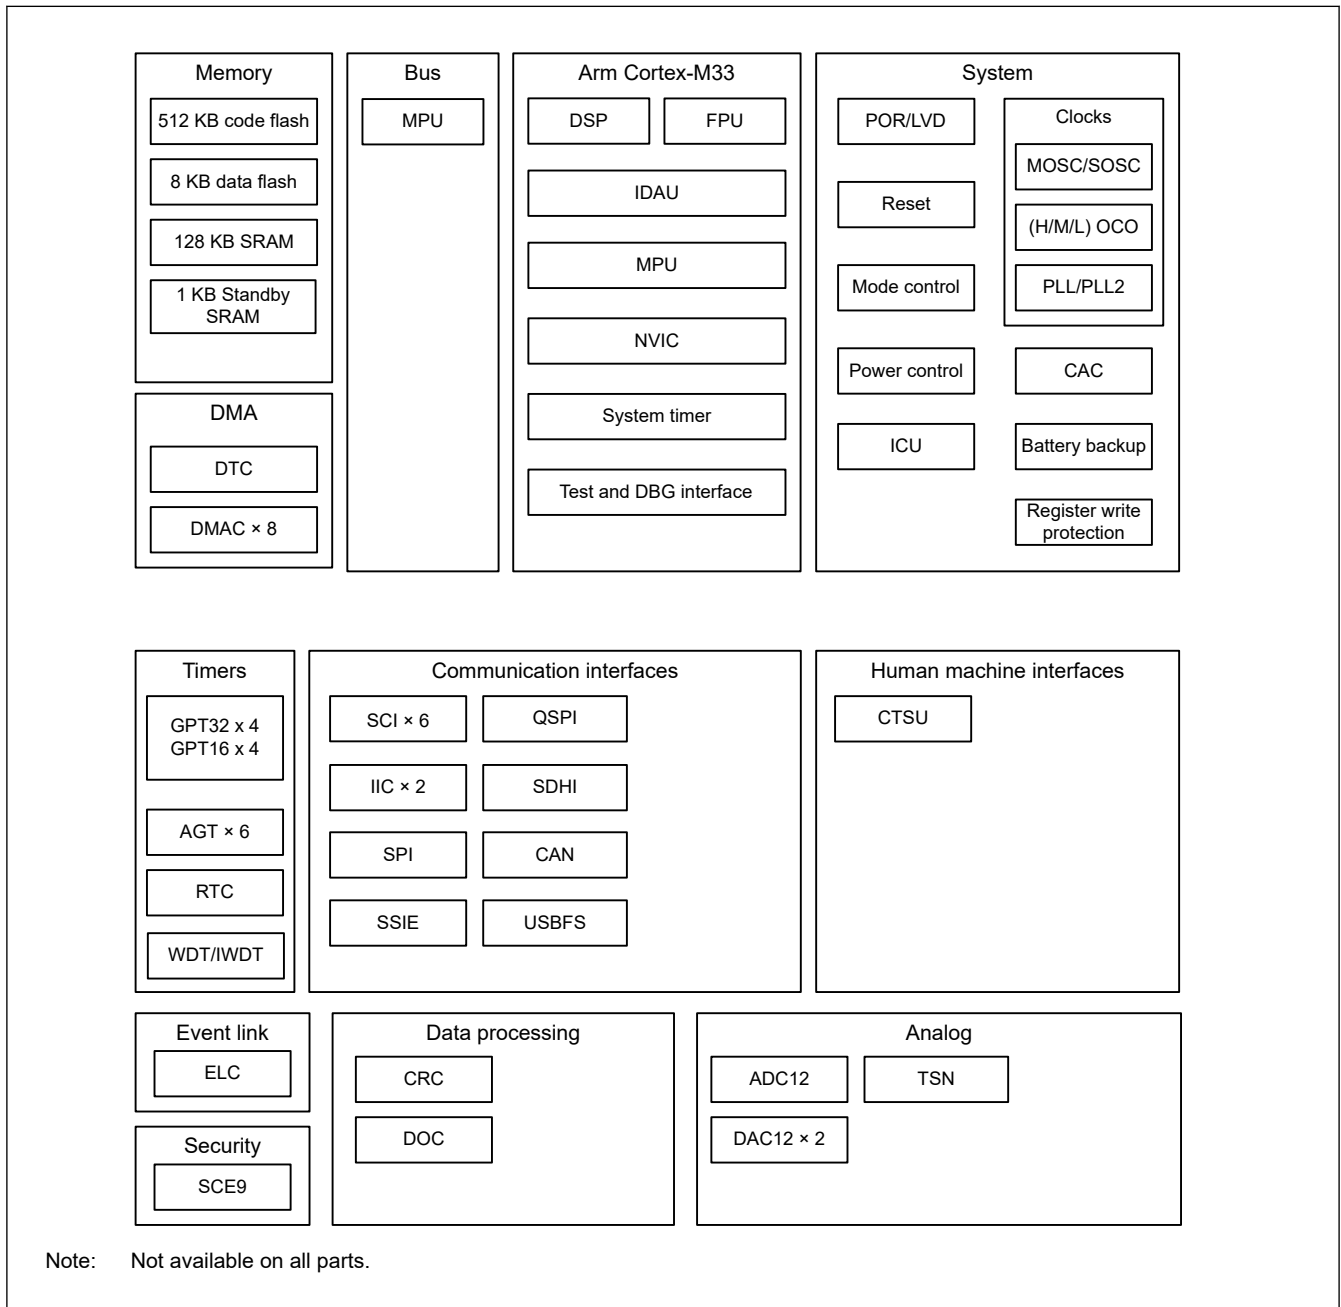 Memory
512 KB code flash
8 KB data flash
128 KB SRAM
1 KB Standby
SRAM
DMA
DTC
DMAC × 8
Bus
MPU
Arm Cortex-M33
DSP
FPU
IDAU
MPU
NVIC
System timer
Test and DBG interface
System
POR/LVD
Reset
Mode control
Power control
ICU
Clocks
MOSC/SOSC
(H/M/L) OCO
PLL/PLL2
CAC
Battery backup
Register write
protection
Timers
GPT32 x 4
GPT16 x 4
AGT × 6
RTC
WDT/IWDT
Communication interfaces
SCI × 6
QSPI
IIC × 2
SDHI
SPI
CAN
SSIE
USBFS
Human machine interfaces
CTSU
Event link
ELC
Security
SCE9
Data processing
CRC
DOC
Analog
ADC12
TSN
DAC12 × 2
Note: Not available on all parts.